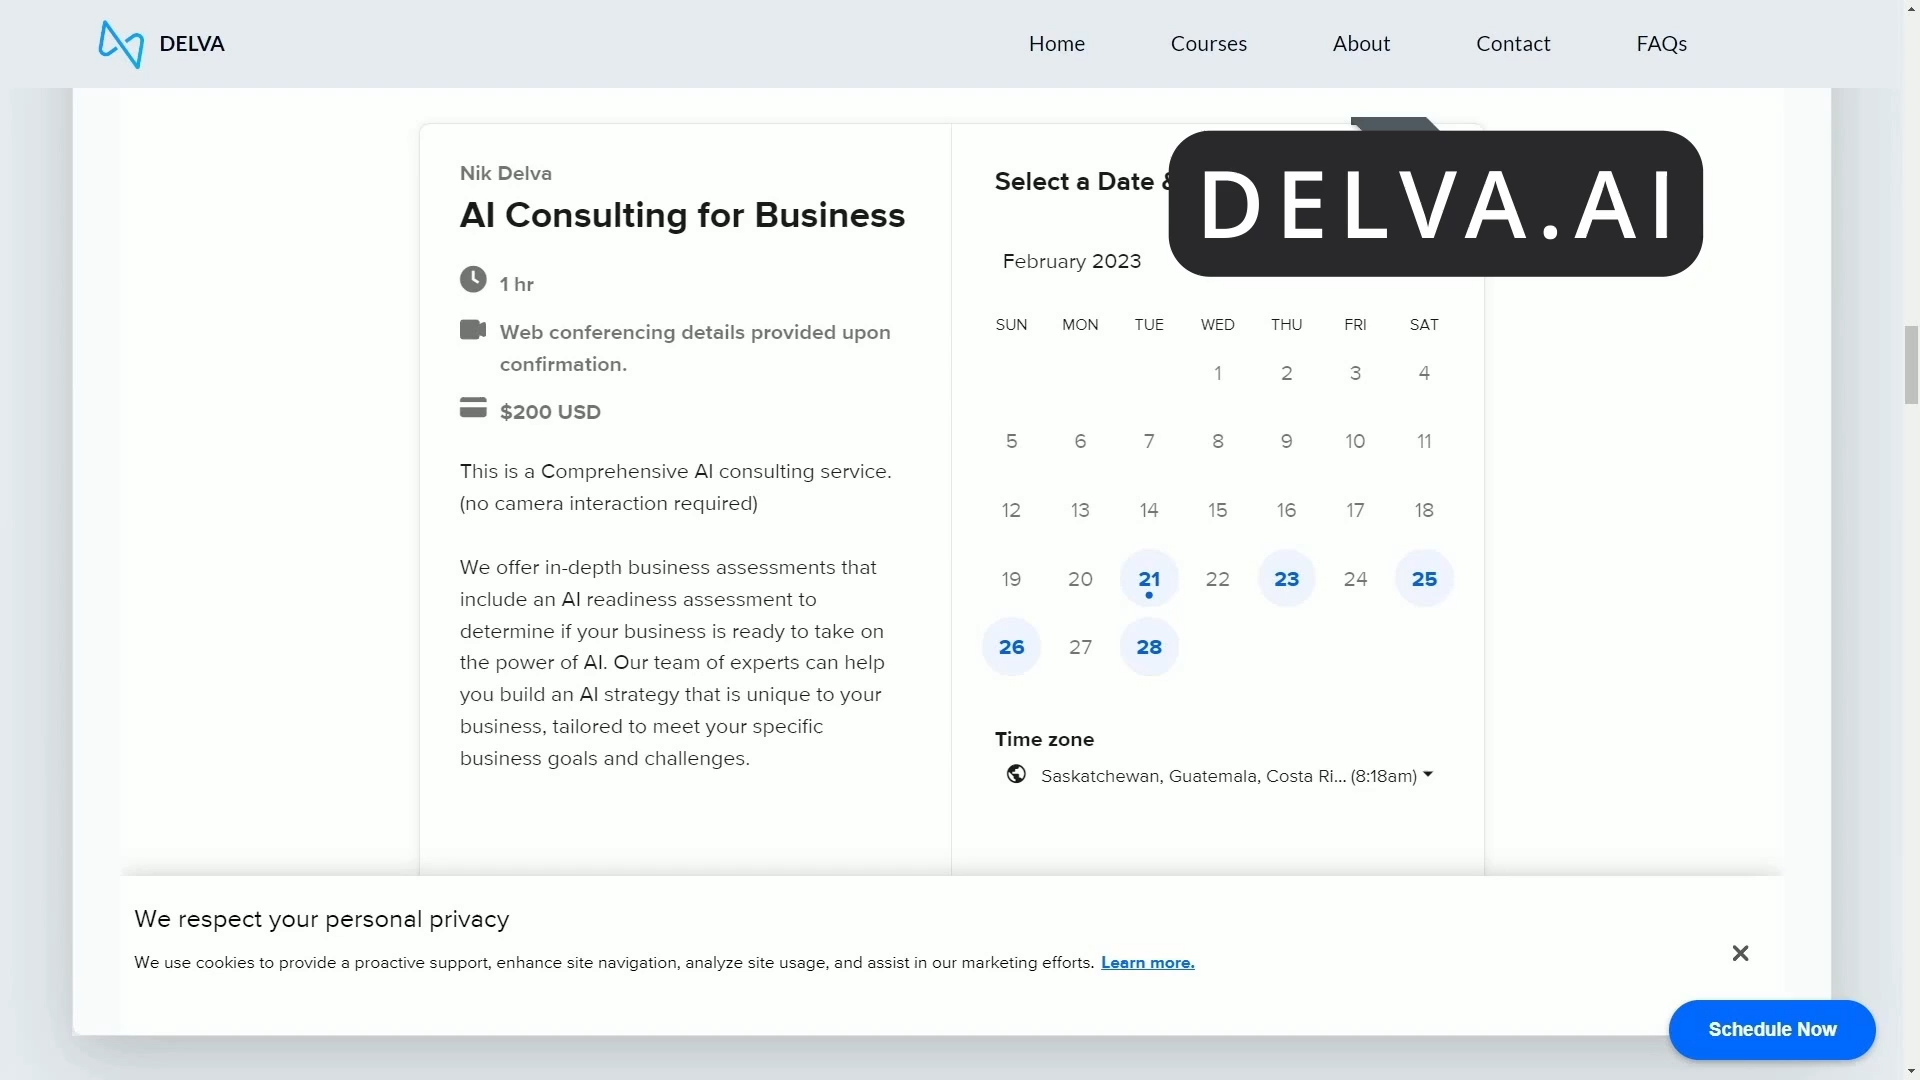 DELVA
Home Courses About Contact FAQs
DELVA.AI
Nik Delva
AI Consulting for Business
1 hr
Web conferencing details provided upon
confirmation.
$200 USD
This is a Comprehensive AI consulting service.
(no camera interaction required)
We offer in-depth business assessments that
include an AI readiness assessment to
determine if your business is ready to take on
the power of AI. Our team of experts can help
you build an AI strategy that is unique to your
business, tailored to meet your specific
business goals and challenges.
Select a Date &
February 2023
SUN MON TUE WED THU FRI SAT
1 2 3 4
5 6 7 8 9 10 11
12 13 14 15 16 17 18
19 20 21 22 23 24 25
26 27 28
Time zone
Saskatchewan, Guatemala, Costa Ri... (8:18am)
We respect your personal privacy
We use cookies to provide a proactive support, enhance site navigation, analyze site usage, and assist in our marketing efforts. Learn more.
Schedule Now